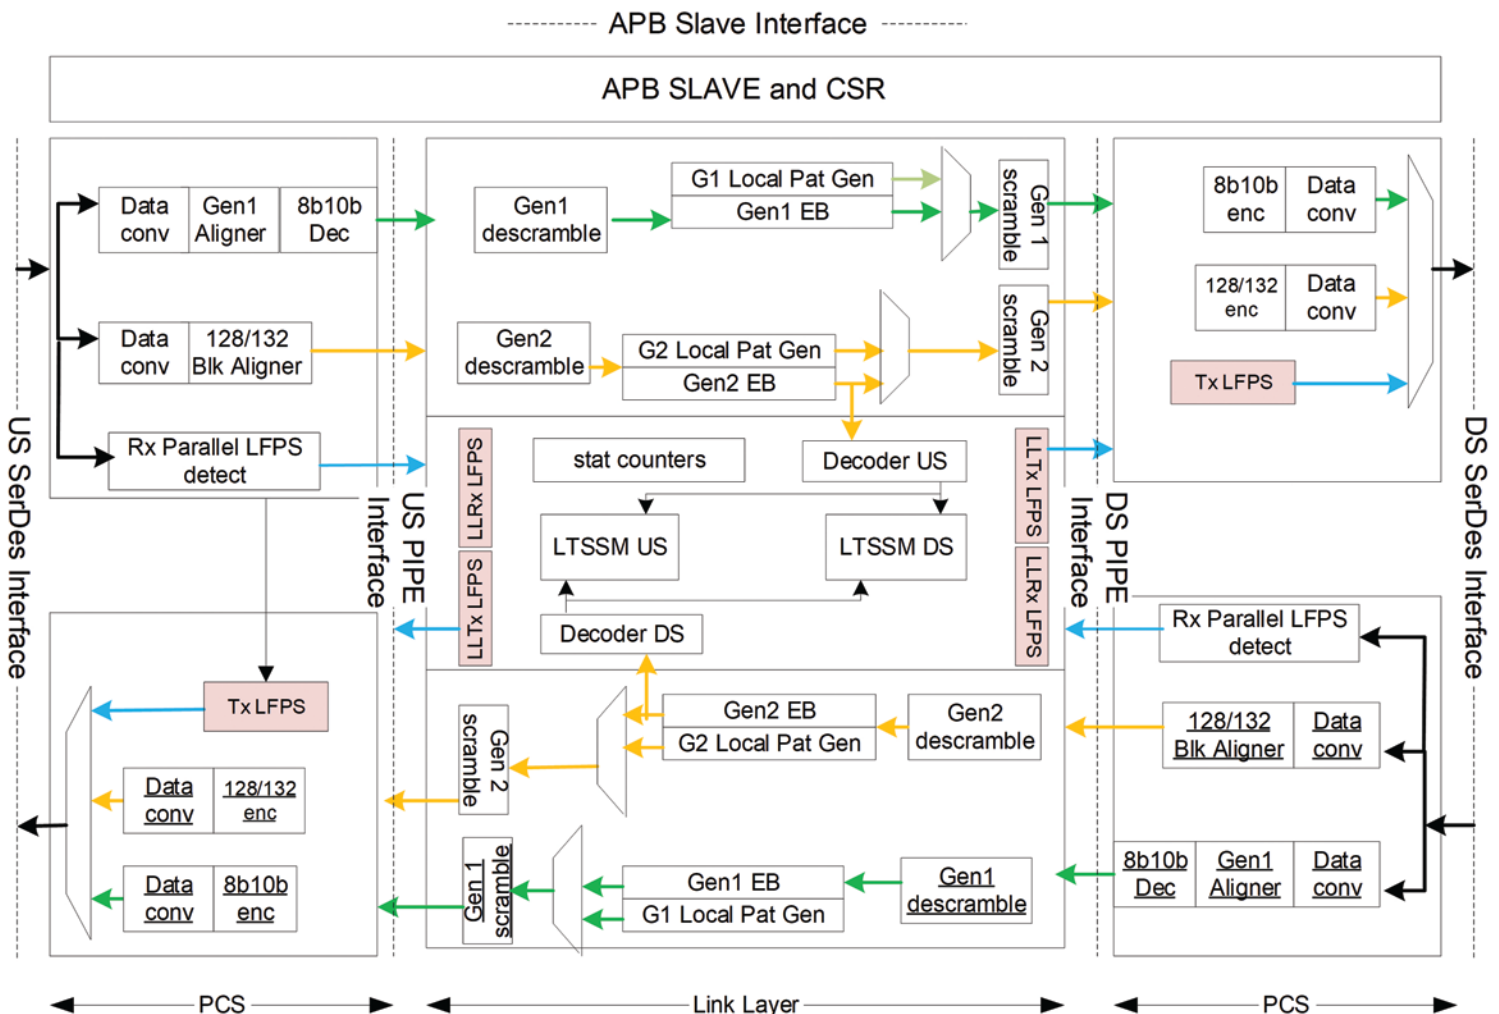 APB Slave Interface
APB SLAVE and CSR
US SerDes Interface
Data
conv
Gen1
Aligner
8b10b
Dec
Data
conv
128/132
Blk Aligner
Rx Parallel LFPS
detect
US PIPE
Interface
Gen1
descramble
G1 Local Pat Gen
Gen1 EB
Gen 1
scramble
Gen2
descramble
G2 Local Pat Gen
Gen2 EB
Gen 2
scramble
8b10b
enc
Data
conv
128/132
enc
Data
conv
Tx LFPS
DS SerDes Interface
LLRx LFPS
LLTx LFPS
stat counters
Decoder US
LTSSM US
LTSSM DS
Decoder DS
LLTx LFPS
LLRx LFPS
DS PIPE
Interface
Rx Parallel LFPS
detect
Tx LFPS
Data
conv
128/132
enc
Data
conv
8b10b
enc
Gen 2
scramble
Gen2 EB
G2 Local Pat Gen
Gen2
descramble
128/132
Blk Aligner
Data
conv
Gen 1
scramble
Gen1 EB
G1 Local Pat Gen
Gen1
descramble
8b10b
Dec
Gen1
Aligner
Data
conv
PCS
Link Layer
PCS